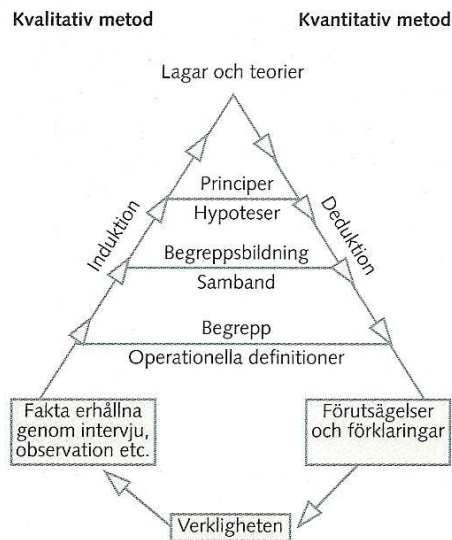 Kvalitativ metod
Kvantitativ metod
Lagar och teorier
Principer
Hypoteser
Induktion
Deduktion
Begreppsbildning
Samband
Begrepp
Operationella definitioner
Fakta erhållna
genom intervju,
observation etc.
Förutsägelser
och förklaringar
Verkligheten